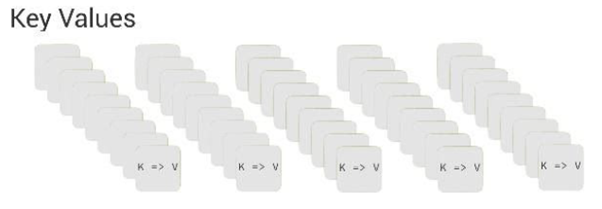 Key Values
K => V K => V K => V K => V K => V